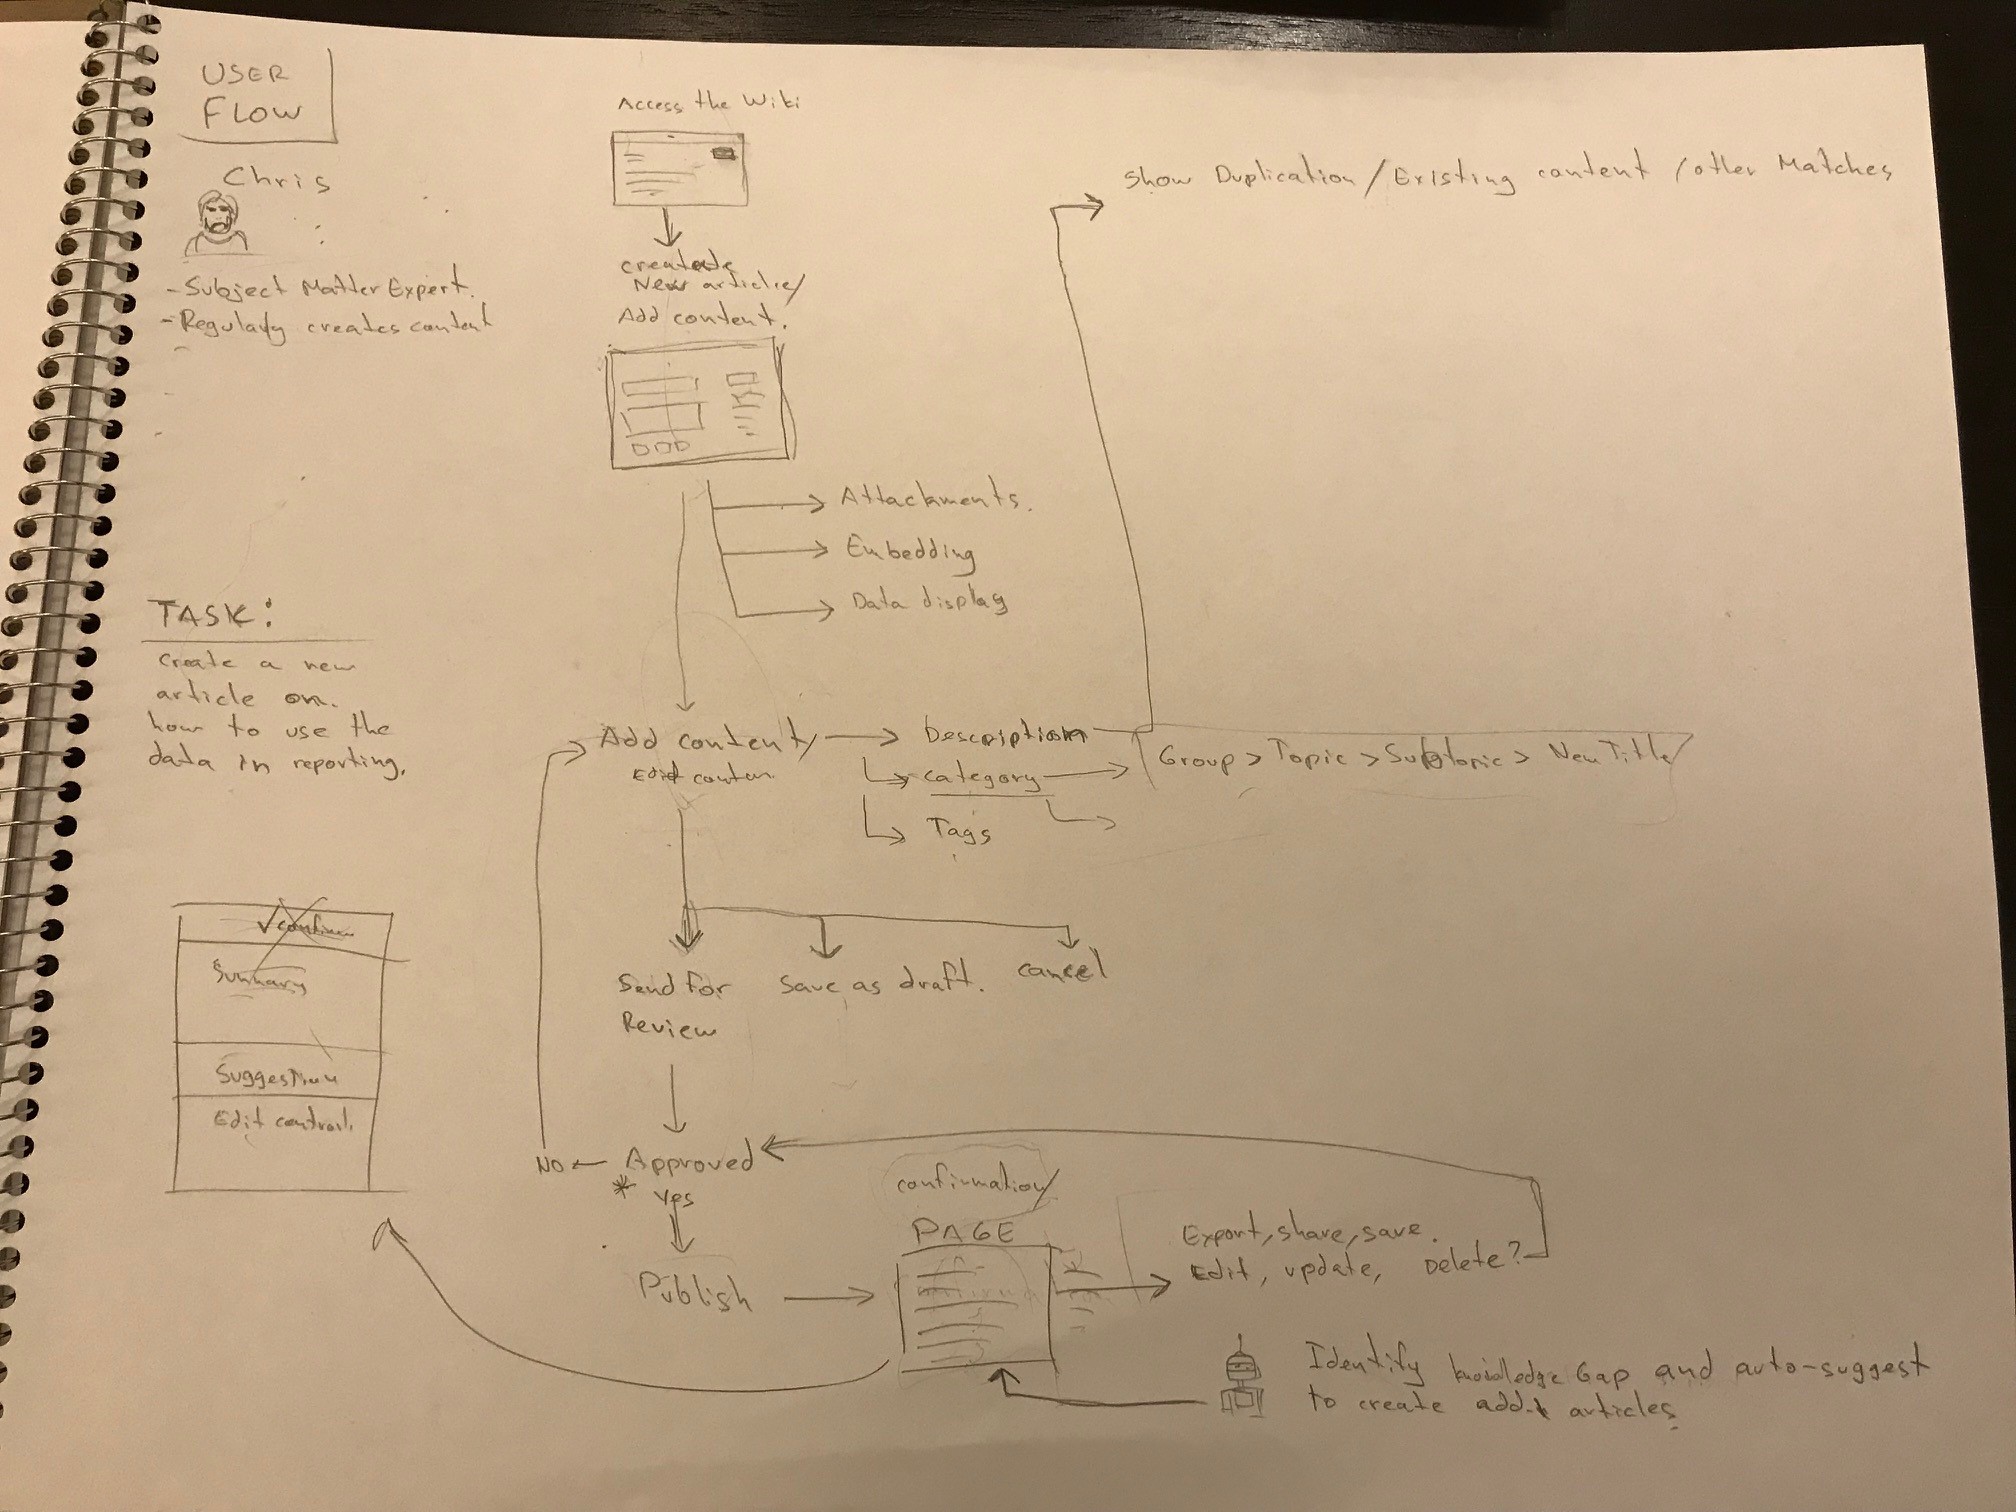 USER
FLOW
Chris
- Subject Matter Expert.
- Regularly creates content
TASK:
create a new
article on.
how to use the
data in reporting.
Access the Wiki
create
New article/
Add content.
Attachments.
Embedding
Data display
Add content/
Edit
Description
category
Tags
Show Duplication/Existing content /other Matches
Group > Topic > Subtopic > New Title
Send for
Review
Save as draft.
cancel
NO ← Approved
* Yes
Publish
confirmation/
PAGE
Export, share, save.
Edit, update, Delete?
Identify knowledge Gap and auto-suggest
to create articles
Summary
Suggestion
Edit